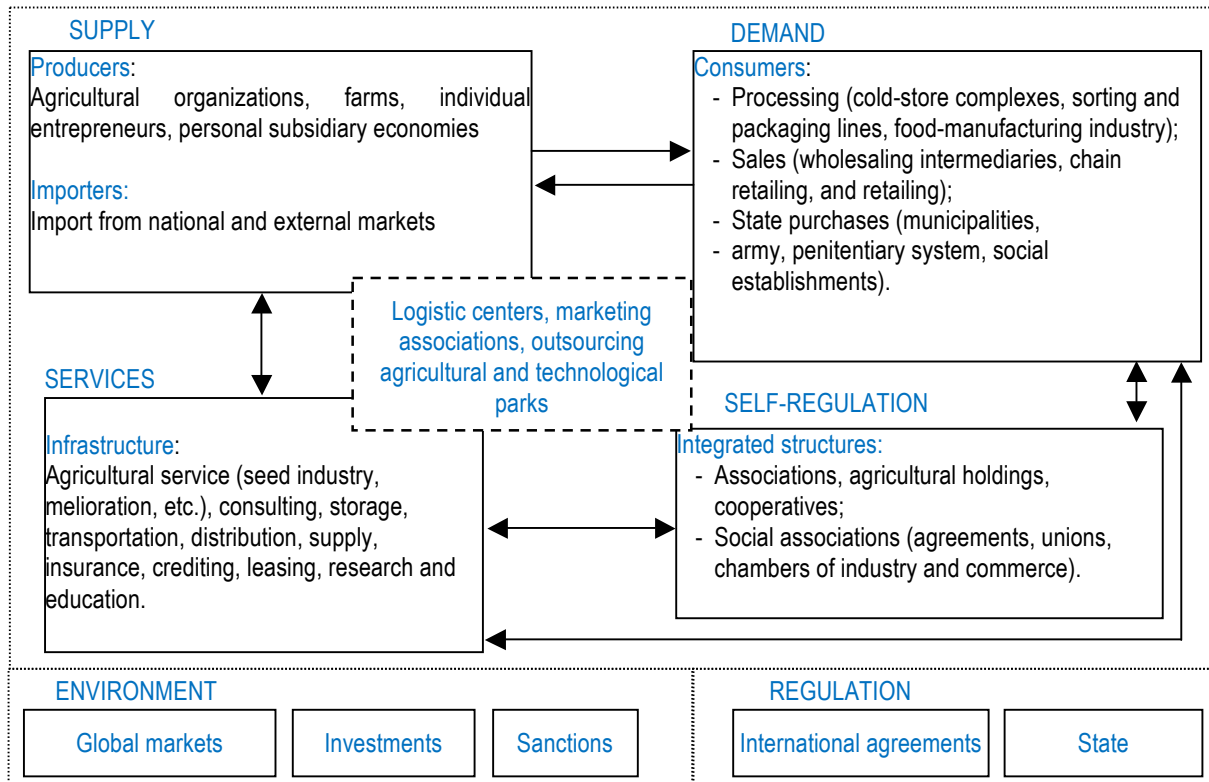 SUPPLY
Producers:
Agricultural organizations, farms, individual
entrepreneurs, personal subsidiary economies
Importers:
Import from national and external markets
DEMAND
Consumers:
- Processing (cold-store complexes, sorting and
packaging lines, food-manufacturing industry);
- Sales (wholesaling intermediaries, chain
retailing, and retailing);
- State purchases (municipalities,
- army, penitentiary system, social
establishments).
Logistic centers, marketing
associations, outsourcing
agricultural and technological
parks
SERVICES
Infrastructure:
Agricultural service (seed industry,
melioration, etc.), consulting, storage,
transportation, distribution, supply,
insurance, crediting, leasing, research and
education.
SELF-REGULATION
Integrated structures:
- Associations, agricultural holdings,
cooperatives;
- Social associations (agreements, unions,
chambers of industry and commerce).
ENVIRONMENT
Global markets
Investments
Sanctions
REGULATION
International agreements
State